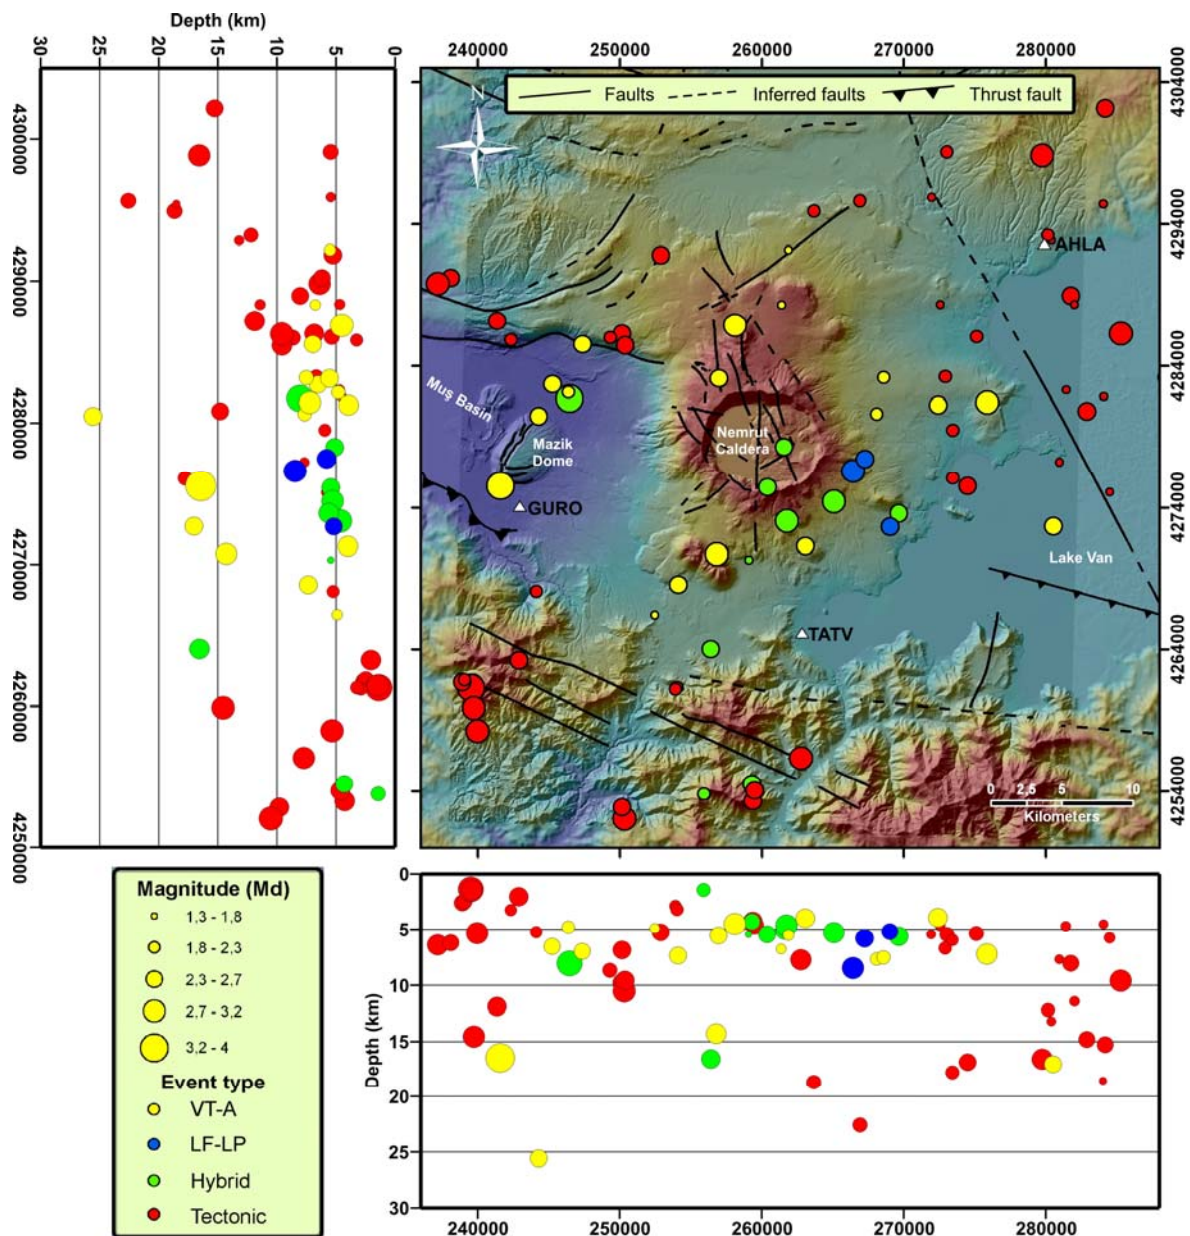 Depth (km)
30 25 20 15 10 5 0
240000 250000 260000 270000 280000
4300000
4290000
4280000
4270000
4260000
4250000
N
Faults Inferred faults Thrust fault
4304000
4294000
4284000
4274000
4264000
4254000
AHLA
Muş Basin
Mazik
Dome
Nemrut
Caldera
GURO
Lake Van
TATV
0 2,5 5 10
Kilometers
Magnitude (Md)
1,3 - 1,8
1,8 - 2,3
2,3 - 2,7
2,7 - 3,2
3,2 - 4
Event type
VT-A
LF-LP
Hybrid
Tectonic
Depth (km)
0
5
10
15
20
25
30
240000 250000 260000 270000 280000